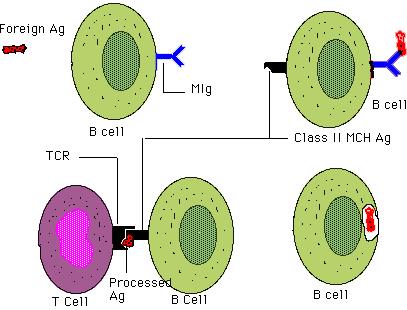 Foreign Ag
MIg
B cell
B cell
Class II MCH Ag
TCR
Processed
Ag
T Cell
B Cell
B cell